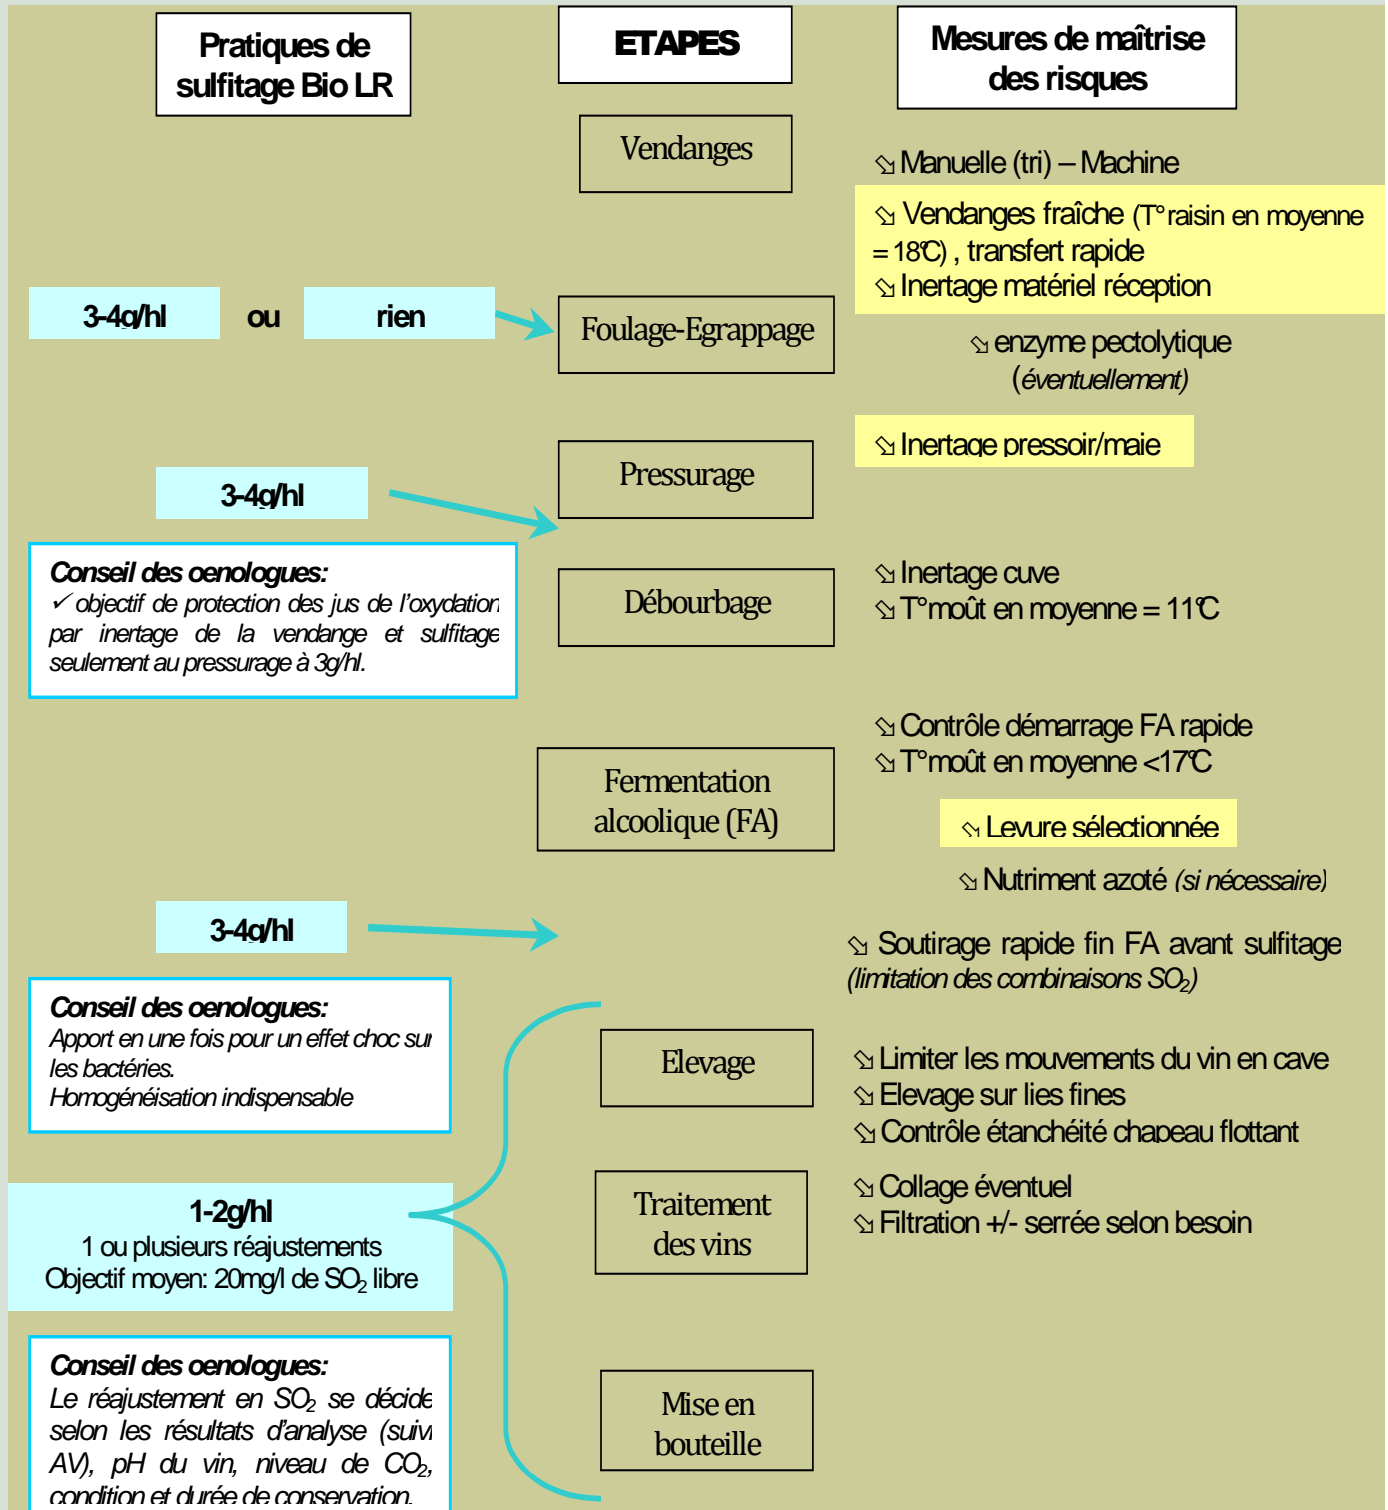 Pratiques de
sulfitage Bio LR
ETAPES
Mesures de maîtrise
des risques
Vendanges
⬂ Manuelle (tri) – Machine
⬂ Vendanges fraîche (T° raisin en moyenne
= 18°C) , transfert rapide
⬂ Inertage matériel réception
3-4g/hl ou rien
Foulage-Egrappage
⬂ enzyme pectolytique
(éventuellement)
⬂ Inertage pressoir/maie
Pressurage
3-4g/hl
Conseil des oenologues:
✓ objectif de protection des jus de l'oxydation
par inertage de la vendange et sulfitage
seulement au pressurage à 3g/hl.
Débourbage
⬂ Inertage cuve
⬂ T° moût en moyenne = 11°C
⬂ Contrôle démarrage FA rapide
⬂ T° moût en moyenne <17°C
Fermentation
alcoolique (FA)
⬂ Levure sélectionnée
⬂ Nutriment azoté (si nécessaire)
3-4g/hl
⬂ Soutirage rapide fin FA avant sulfitage
(limitation des combinaisons SO₂)
Conseil des oenologues:
Apport en une fois pour un effet choc sur
les bactéries.
Homogénéisation indispensable
Elevage
⬂ Limiter les mouvements du vin en cave
⬂ Elevage sur lies fines
⬂ Contrôle étanchéité chapeau flottant
1-2g/hl
1 ou plusieurs réajustements
Objectif moyen: 20mg/l de SO₂ libre
Traitement
des vins
⬂ Collage éventuel
⬂ Filtration +/- serrée selon besoin
Conseil des oenologues:
Le réajustement en SO₂ se décide
selon les résultats d'analyse (suivi
AV), pH du vin, niveau de CO₂,
condition et durée de conservation.
Mise en
bouteille